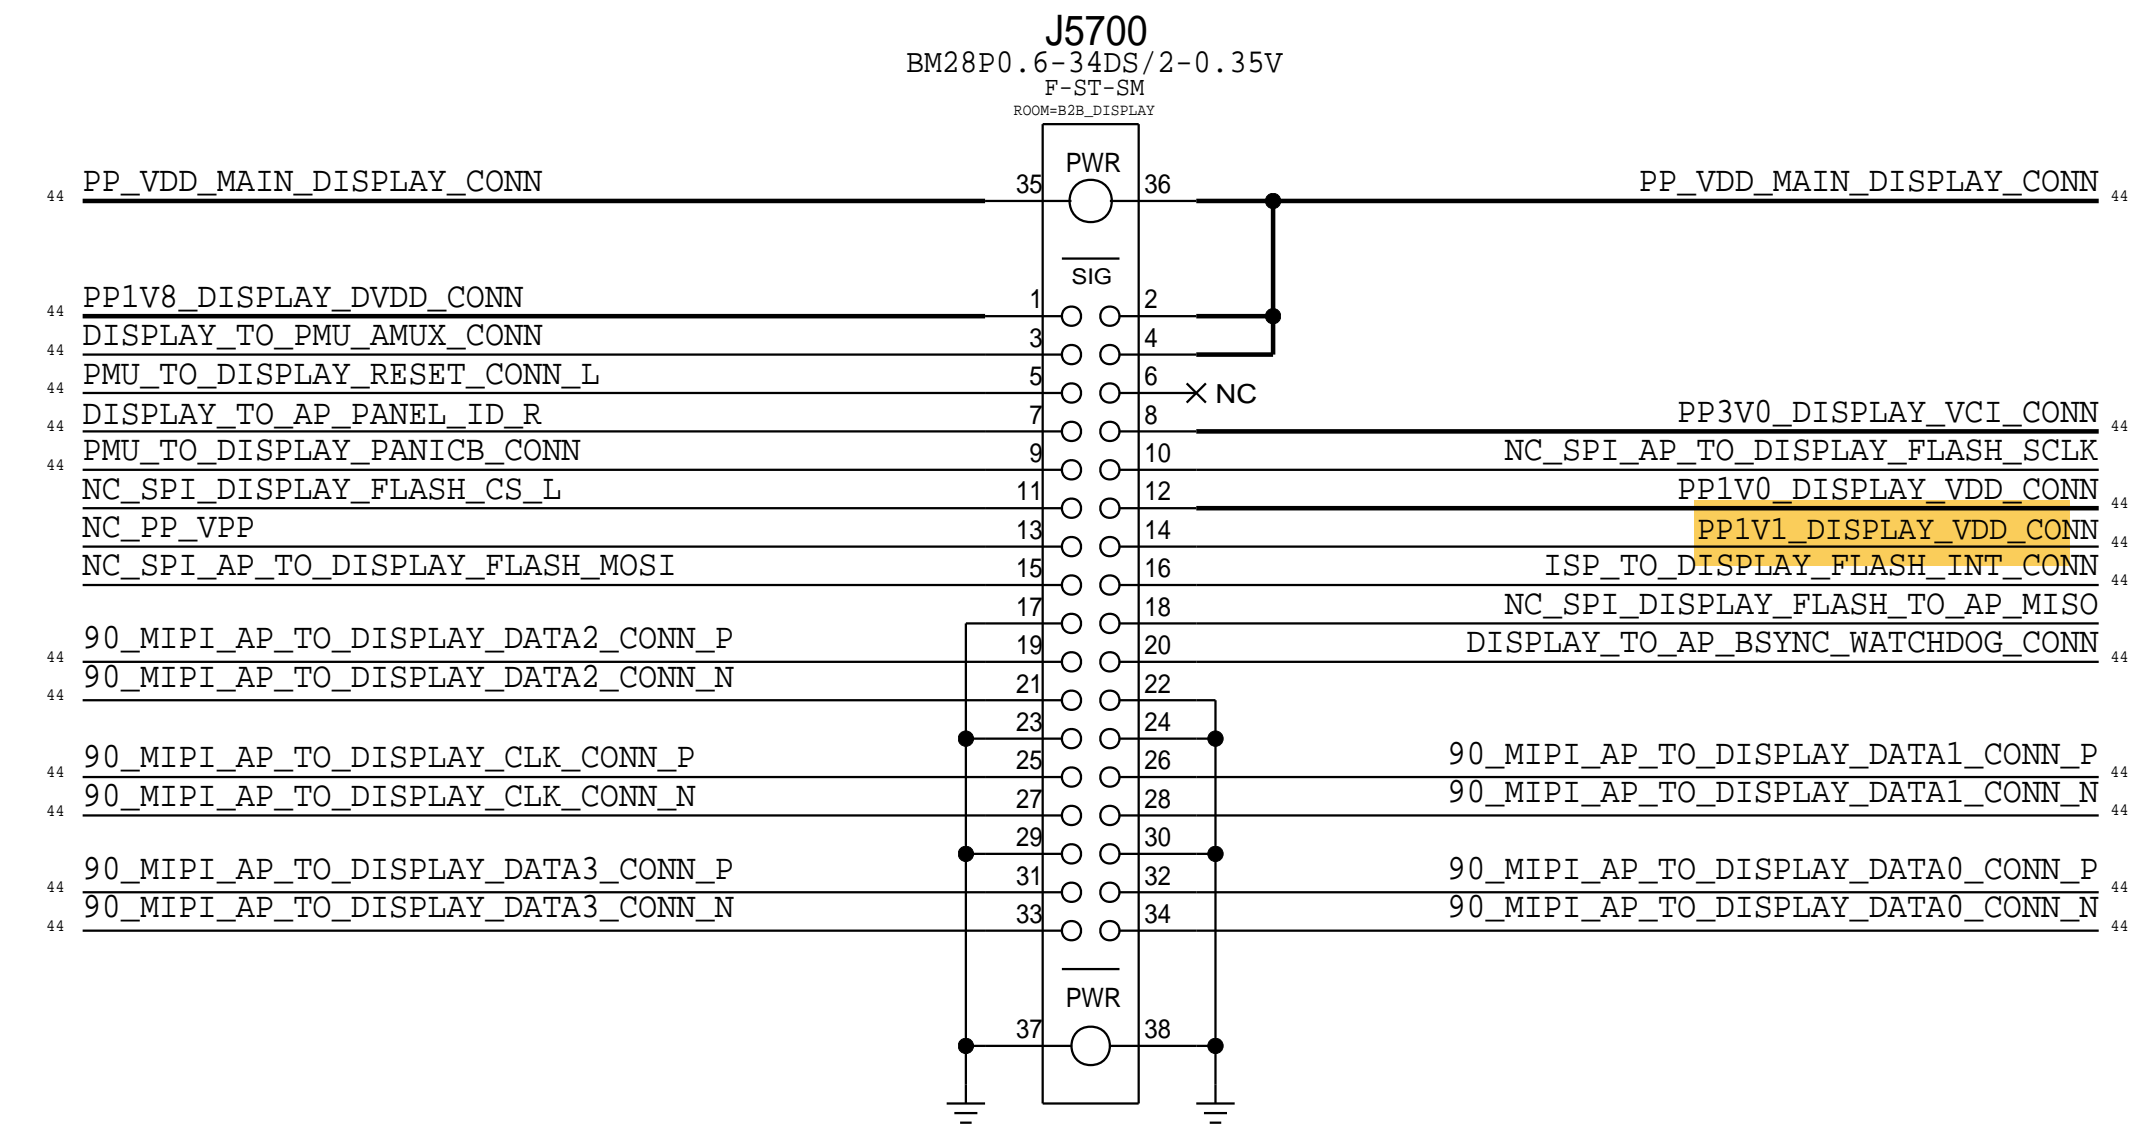 J5700
BM28P0.6-34DS/2-0.35V
F-ST-SM
ROOM=B2B_DISPLAY
PWR
44 PP_VDD_MAIN_DISPLAY_CONN 35 36 PP_VDD_MAIN_DISPLAY_CONN 44
SIG
44 PP1V8_DISPLAY_DVDD_CONN 1 2
44 DISPLAY_TO_PMU_AMUX_CONN 3 4
44 PMU_TO_DISPLAY_RESET_CONN_L 5 6 NC
44 DISPLAY_TO_AP_PANEL_ID_R 7 8 PP3V0_DISPLAY_VCI_CONN 44
44 PMU_TO_DISPLAY_PANICB_CONN 9 10 NC_SPI_AP_TO_DISPLAY_FLASH_SCLK
NC_SPI_DISPLAY_FLASH_CS_L 11 12 PP1V0_DISPLAY_VDD_CONN 44
NC_PP_VPP 13 14 PP1V1_DISPLAY_VDD_CONN 44
NC_SPI_AP_TO_DISPLAY_FLASH_MOSI 15 16 ISP_TO_DISPLAY_FLASH_INT_CONN 44
17 18 NC_SPI_DISPLAY_FLASH_TO_AP_MISO
44 90_MIPI_AP_TO_DISPLAY_DATA2_CONN_P 19 20 DISPLAY_TO_AP_BSYNC_WATCHDOG_CONN 44
44 90_MIPI_AP_TO_DISPLAY_DATA2_CONN_N 21 22
23 24
44 90_MIPI_AP_TO_DISPLAY_CLK_CONN_P 25 26 90_MIPI_AP_TO_DISPLAY_DATA1_CONN_P 44
44 90_MIPI_AP_TO_DISPLAY_CLK_CONN_N 27 28 90_MIPI_AP_TO_DISPLAY_DATA1_CONN_N 44
29 30
44 90_MIPI_AP_TO_DISPLAY_DATA3_CONN_P 31 32 90_MIPI_AP_TO_DISPLAY_DATA0_CONN_P 44
44 90_MIPI_AP_TO_DISPLAY_DATA3_CONN_N 33 34 90_MIPI_AP_TO_DISPLAY_DATA0_CONN_N 44
PWR
37 38